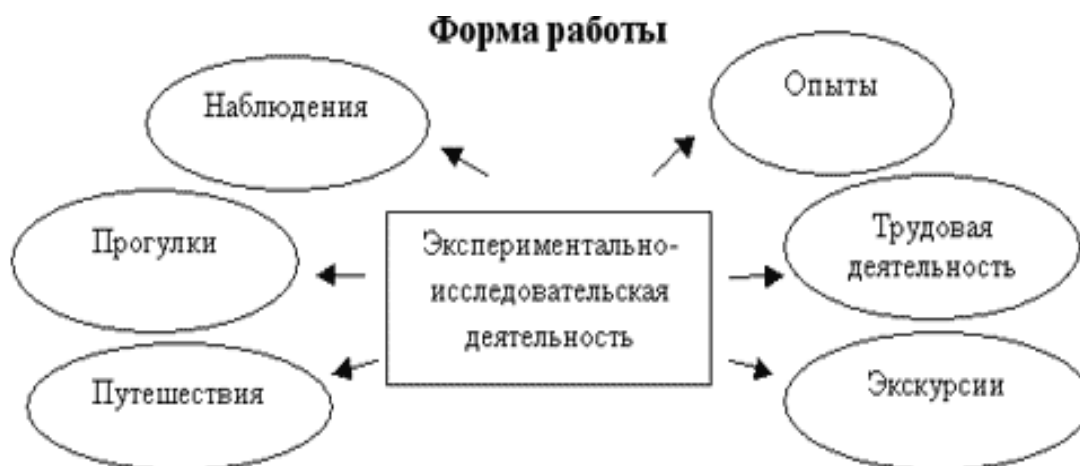 Форма работы
Наблюдения
Опыты
Прогулки
Экспериментально-
исследовательская
деятельность
Трудовая
деятельность
Путешествия
Экскурсии